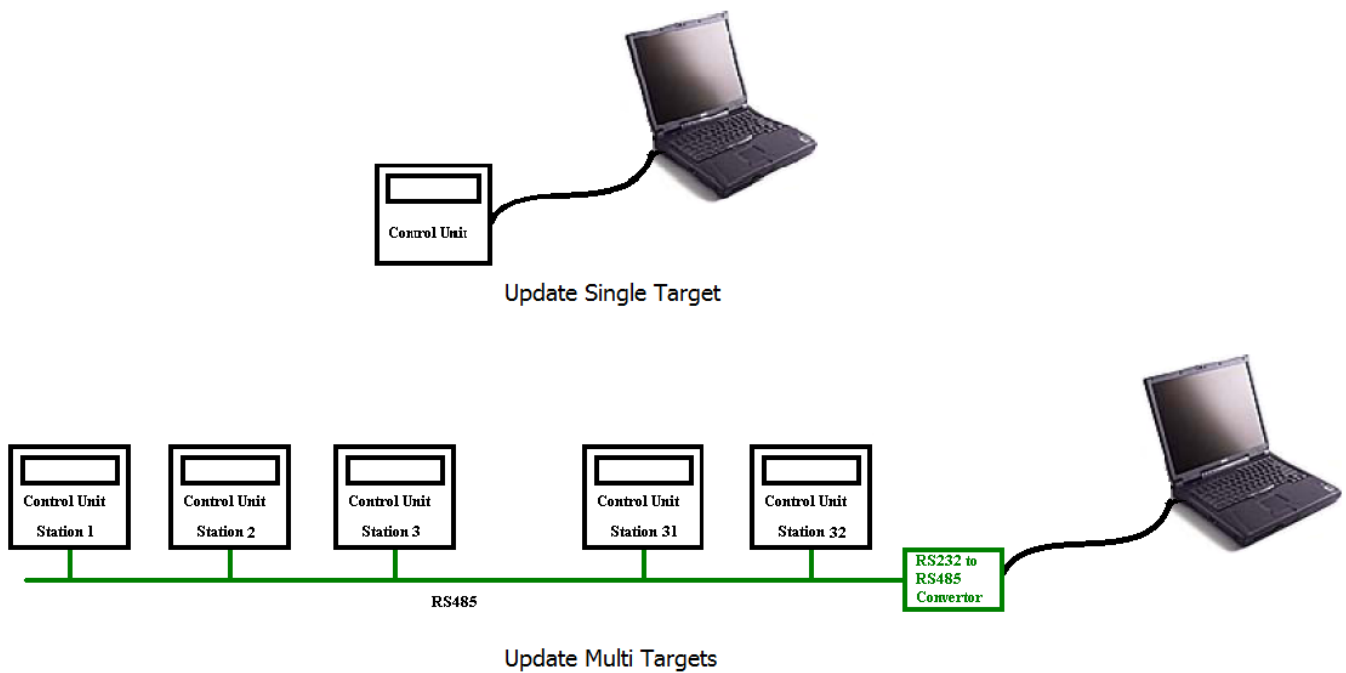 Control Unit
Update Single Target
Control Unit
Station 1
Control Unit
Station 2
Control Unit
Station 3
Control Unit
Station 31
Control Unit
Station 32
RS232 to
RS485
Convertor
RS485
Update Multi Targets